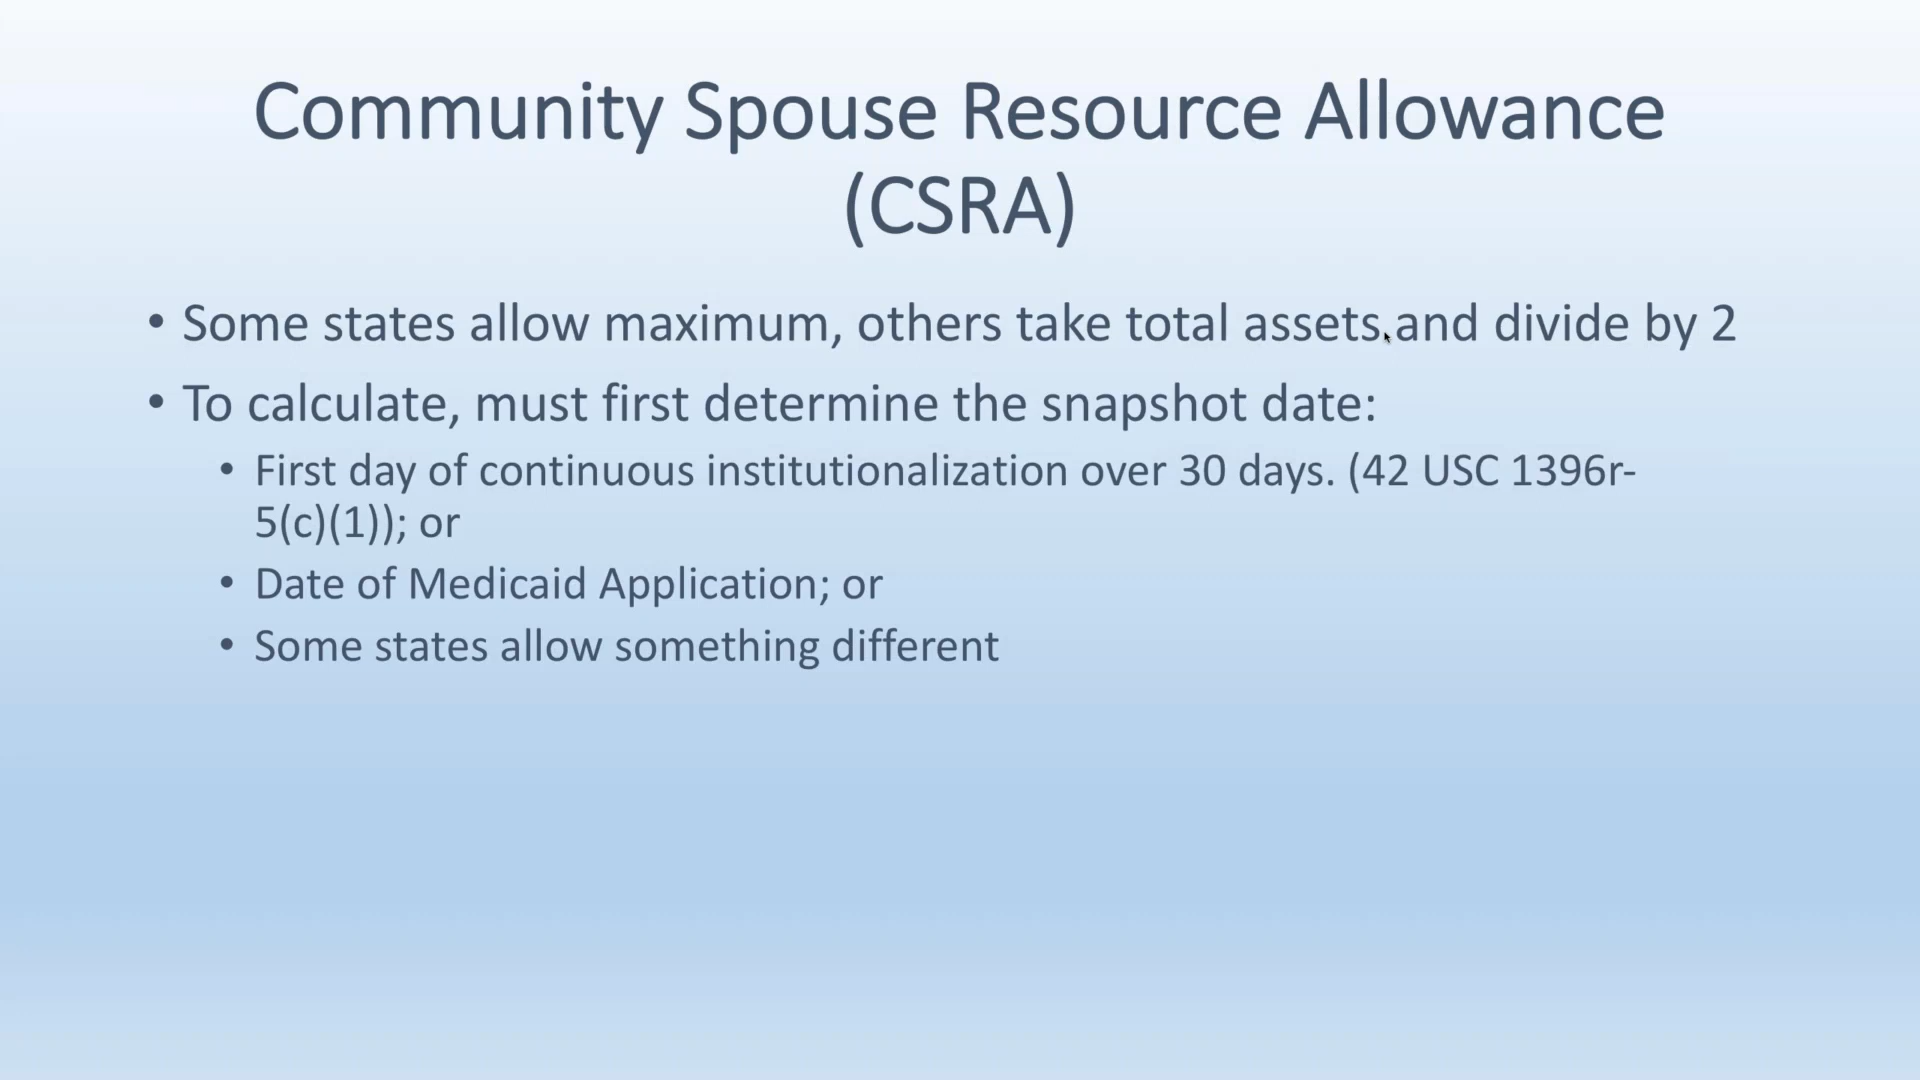 Community Spouse Resource Allowance
(CSRA)
• Some states allow maximum, others take total assets and divide by 2
• To calculate, must first determine the snapshot date:
• First day of continuous institutionalization over 30 days. (42 USC 1396r-
5(c)(1)); or
• Date of Medicaid Application; or
• Some states allow something different